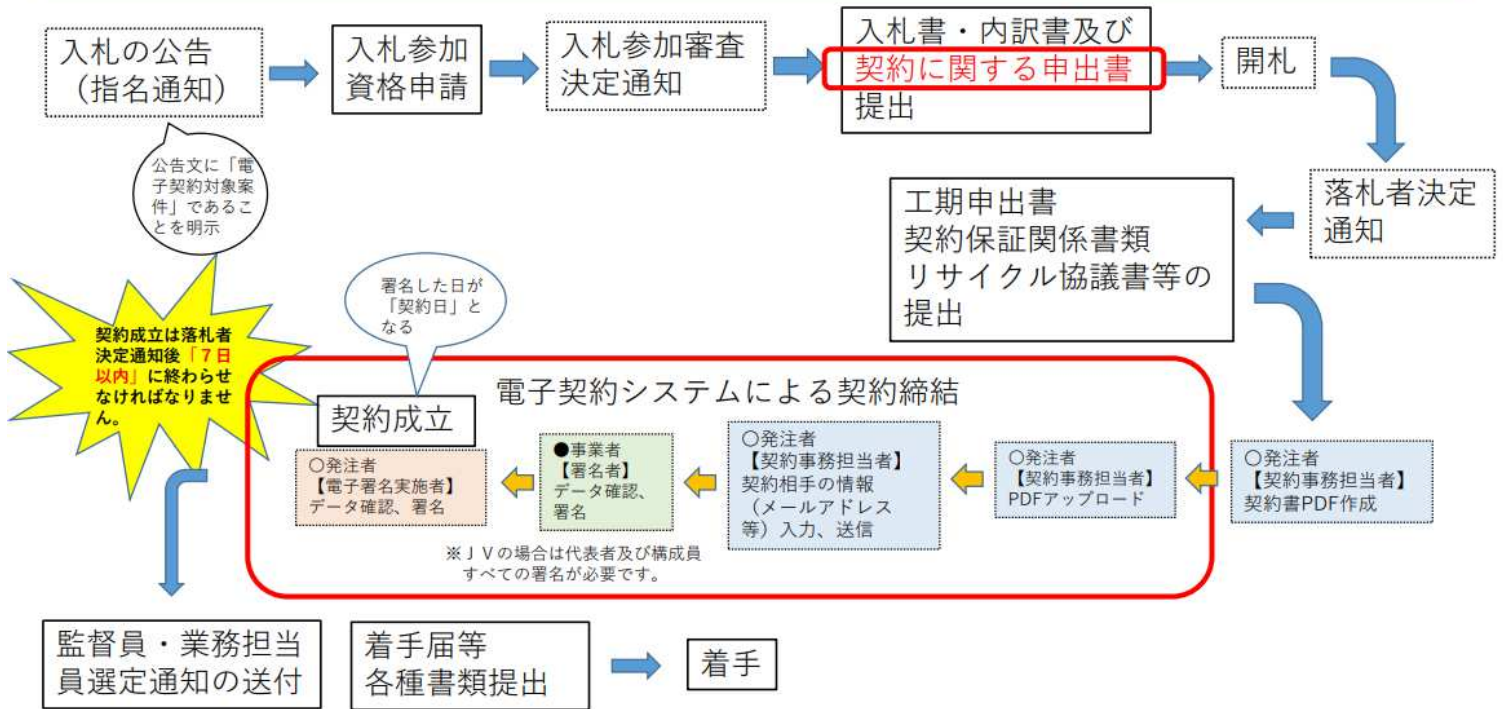 入札の公告
（指名通知）
入札参加
資格申請
入札参加審査
決定通知
入札書・内訳書及び
契約に関する申出書
提出
開札
公告文に「電
子契約対象案
件」であるこ
とを明示
落札者決定
通知
工期申出書
契約保証関係書類
リサイクル協議書等の
提出
契約成立は落札者
決定通知後「７日
以内」に終わらせ
なければなりませ
ん。
署名した日が
「契約日」と
なる
電子契約システムによる契約締結
契約成立
○発注者
【電子署名実施者】
データ確認、署名
●事業者
【署名者】
データ確認、
署名
○発注者
【契約事務担当者】
契約相手の情報
（メールアドレス
等）入力、送信
○発注者
【契約事務担当者】
PDFアップロード
○発注者
【契約事務担当者】
契約書PDF作成
※ＪＶの場合は代表者及び構成員
すべての署名が必要です。
監督員・業務担当
員選定通知の送付
着手届等
各種書類提出
着手